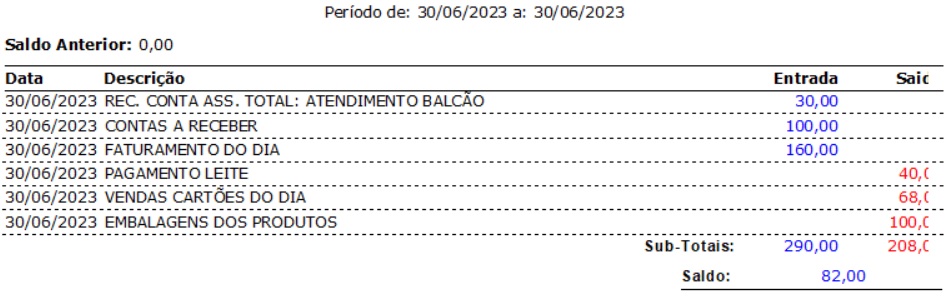 Período de: 30/06/2023 a: 30/06/2023
Saldo Anterior: 0,00
Data Descrição Entrada
30/06/2023 REC. CONTA ASS. TOTAL: ATENDIMENTO BALCÃO 30,00
30/06/2023 CONTAS A RECEBER 100,00
30/06/2023 FATURAMENTO DO DIA 160,00
30/06/2023 PAGAMENTO LEITE 40,
30/06/2023 VENDAS CARTÕES DO DIA 68,
30/06/2023 EMBALAGENS DOS PRODUTOS 100,
Sub-Totais: 290,00 208,
Saldo: 82,00